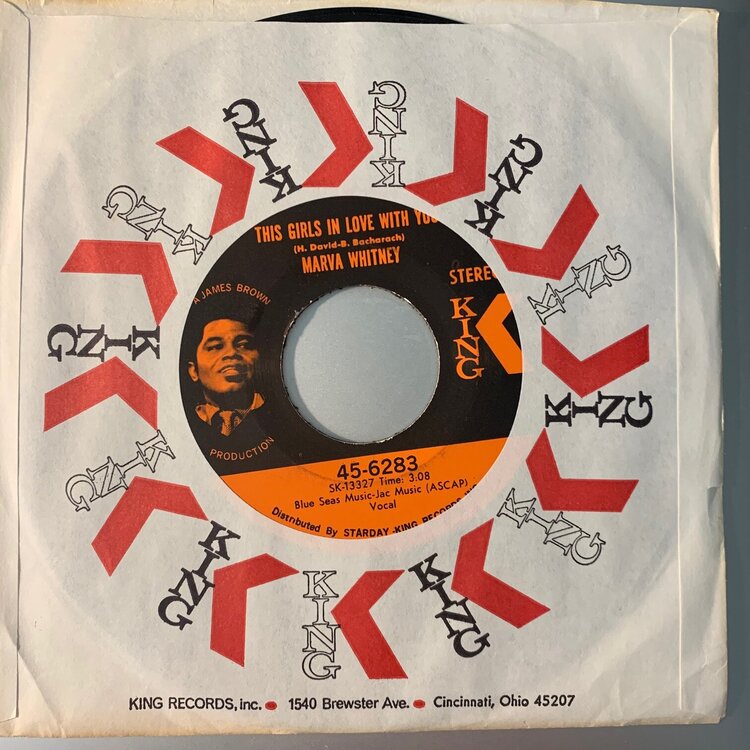 KING
KING
KING
KING
KING
THIS GIRLS IN LOVE WITH YOU
(H. David-B. Bacharach)
MARVA WHITNEY
STEREO
A JAMES BROWN
PRODUCTION
KING
KING
KING
KING
45-6283
SK-13327 Time: 3:08
Blue Seas Music-Jac Music (ASCAP)
Vocal
Distributed By STARDAY-KING RECORDS
KING
KING
KING
KING
KING RECORDS, inc. • 1540 Brewster Ave. • Cincinnati, Ohio 45207